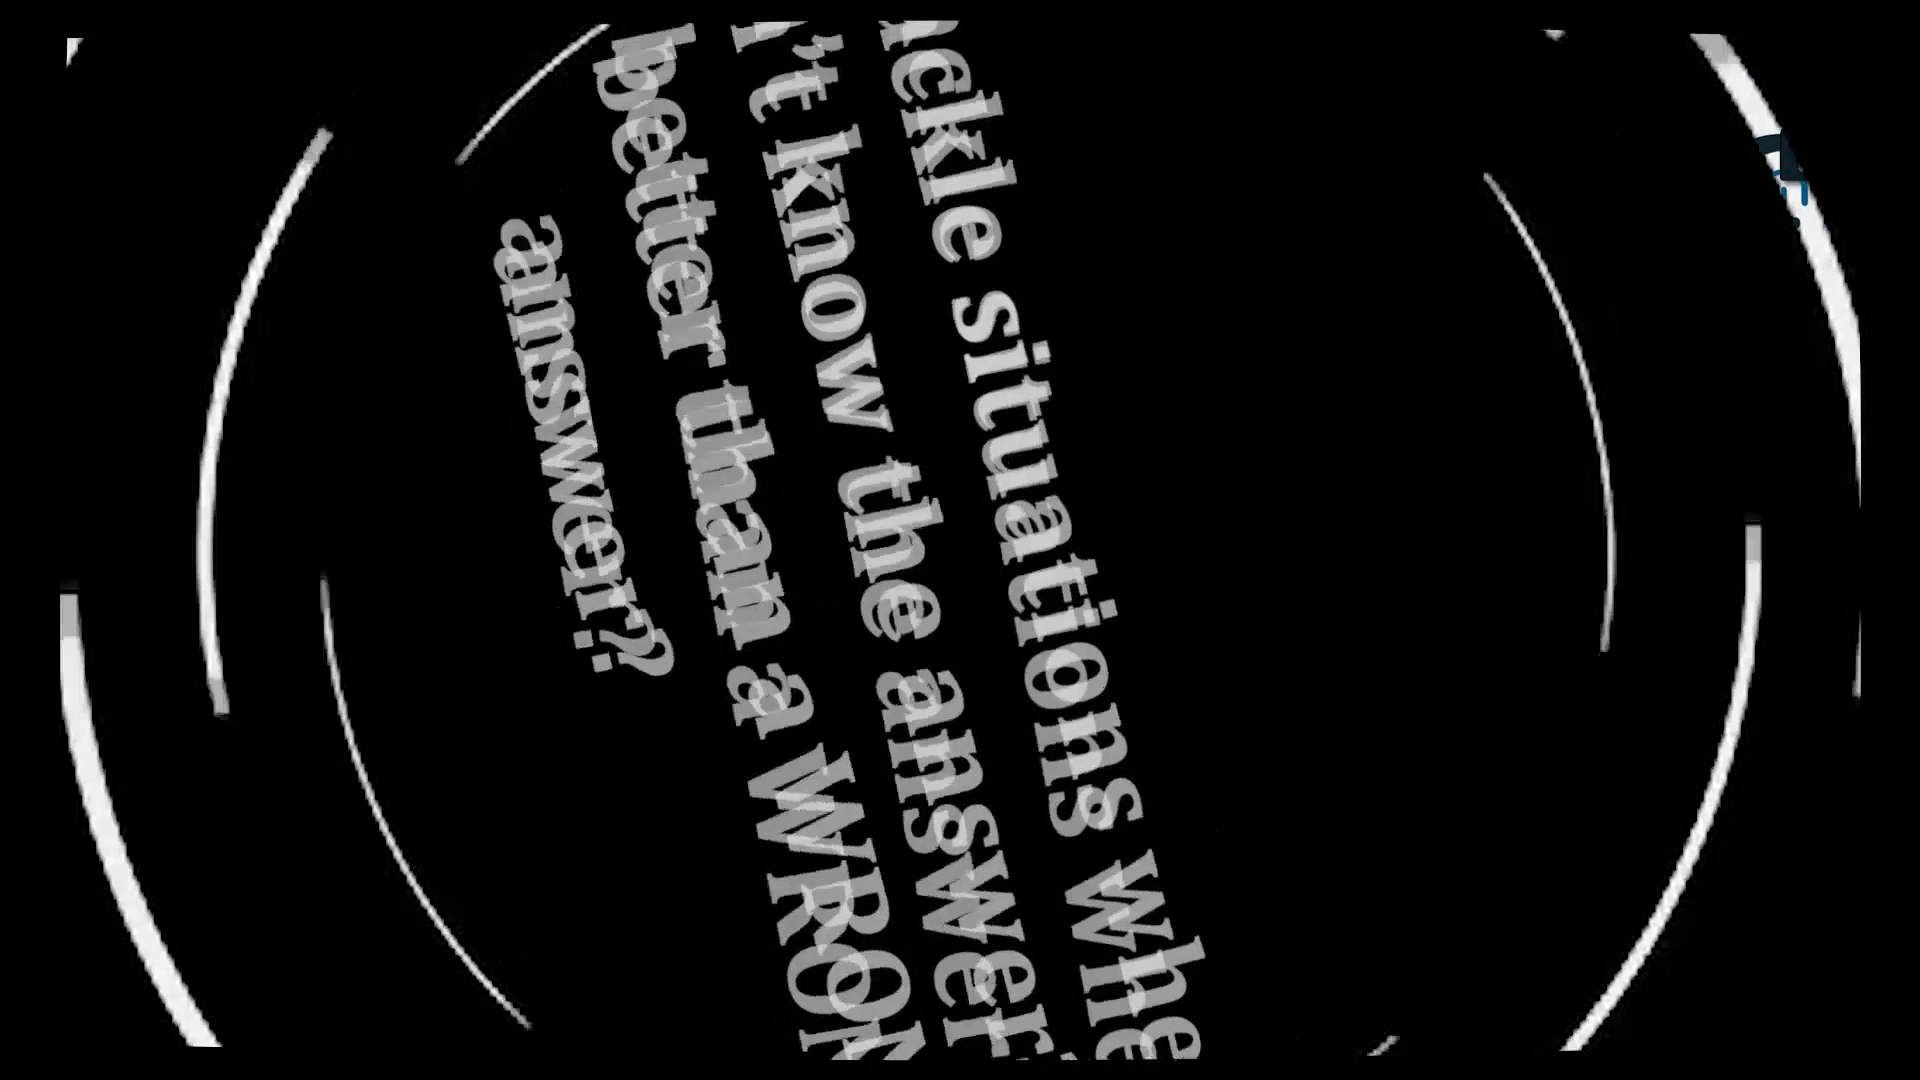 ckle situations whe
't know the answer
better than a WRON
answer?